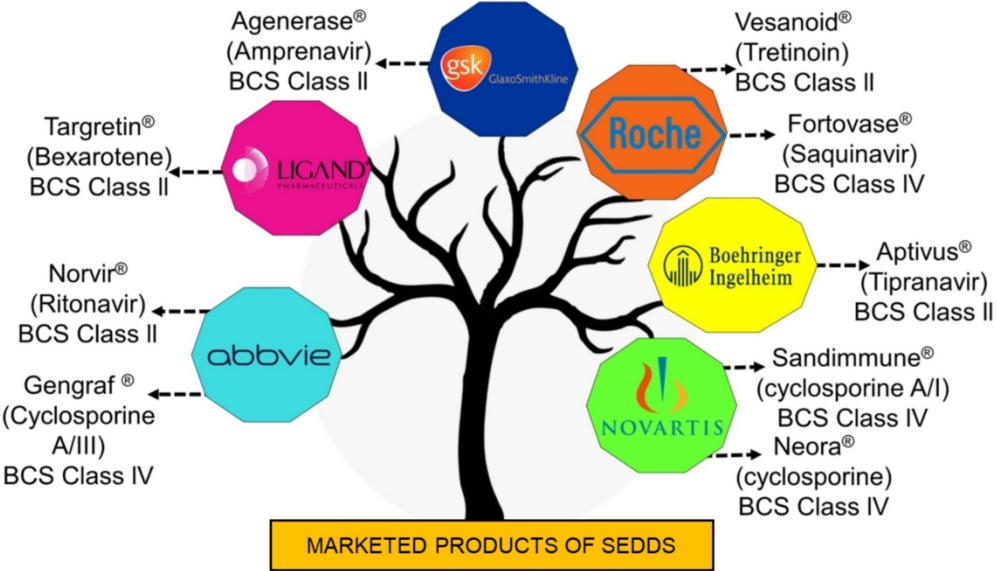 Agenerase®
(Amprenavir)
BCS Class II
gsk
GlaxoSmithKline
Vesanoid®
(Tretinoin)
BCS Class II
Roche
Fortovase®
(Saquinavir)
BCS Class IV
Targretin®
(Bexarotene)
BCS Class II
LIGAND
PHARMACEUTICALS
Boehringer
Ingelheim
Aptivus®
(Tipranavir)
BCS Class II
Norvir®
(Ritonavir)
BCS Class II
abbvie
Gengraf ®
(Cyclosporine
A/III)
BCS Class IV
NOVARTIS
Sandimmune®
(cyclosporine A/I)
BCS Class IV
Neora®
(cyclosporine)
BCS Class IV
MARKETED PRODUCTS OF SEDDS